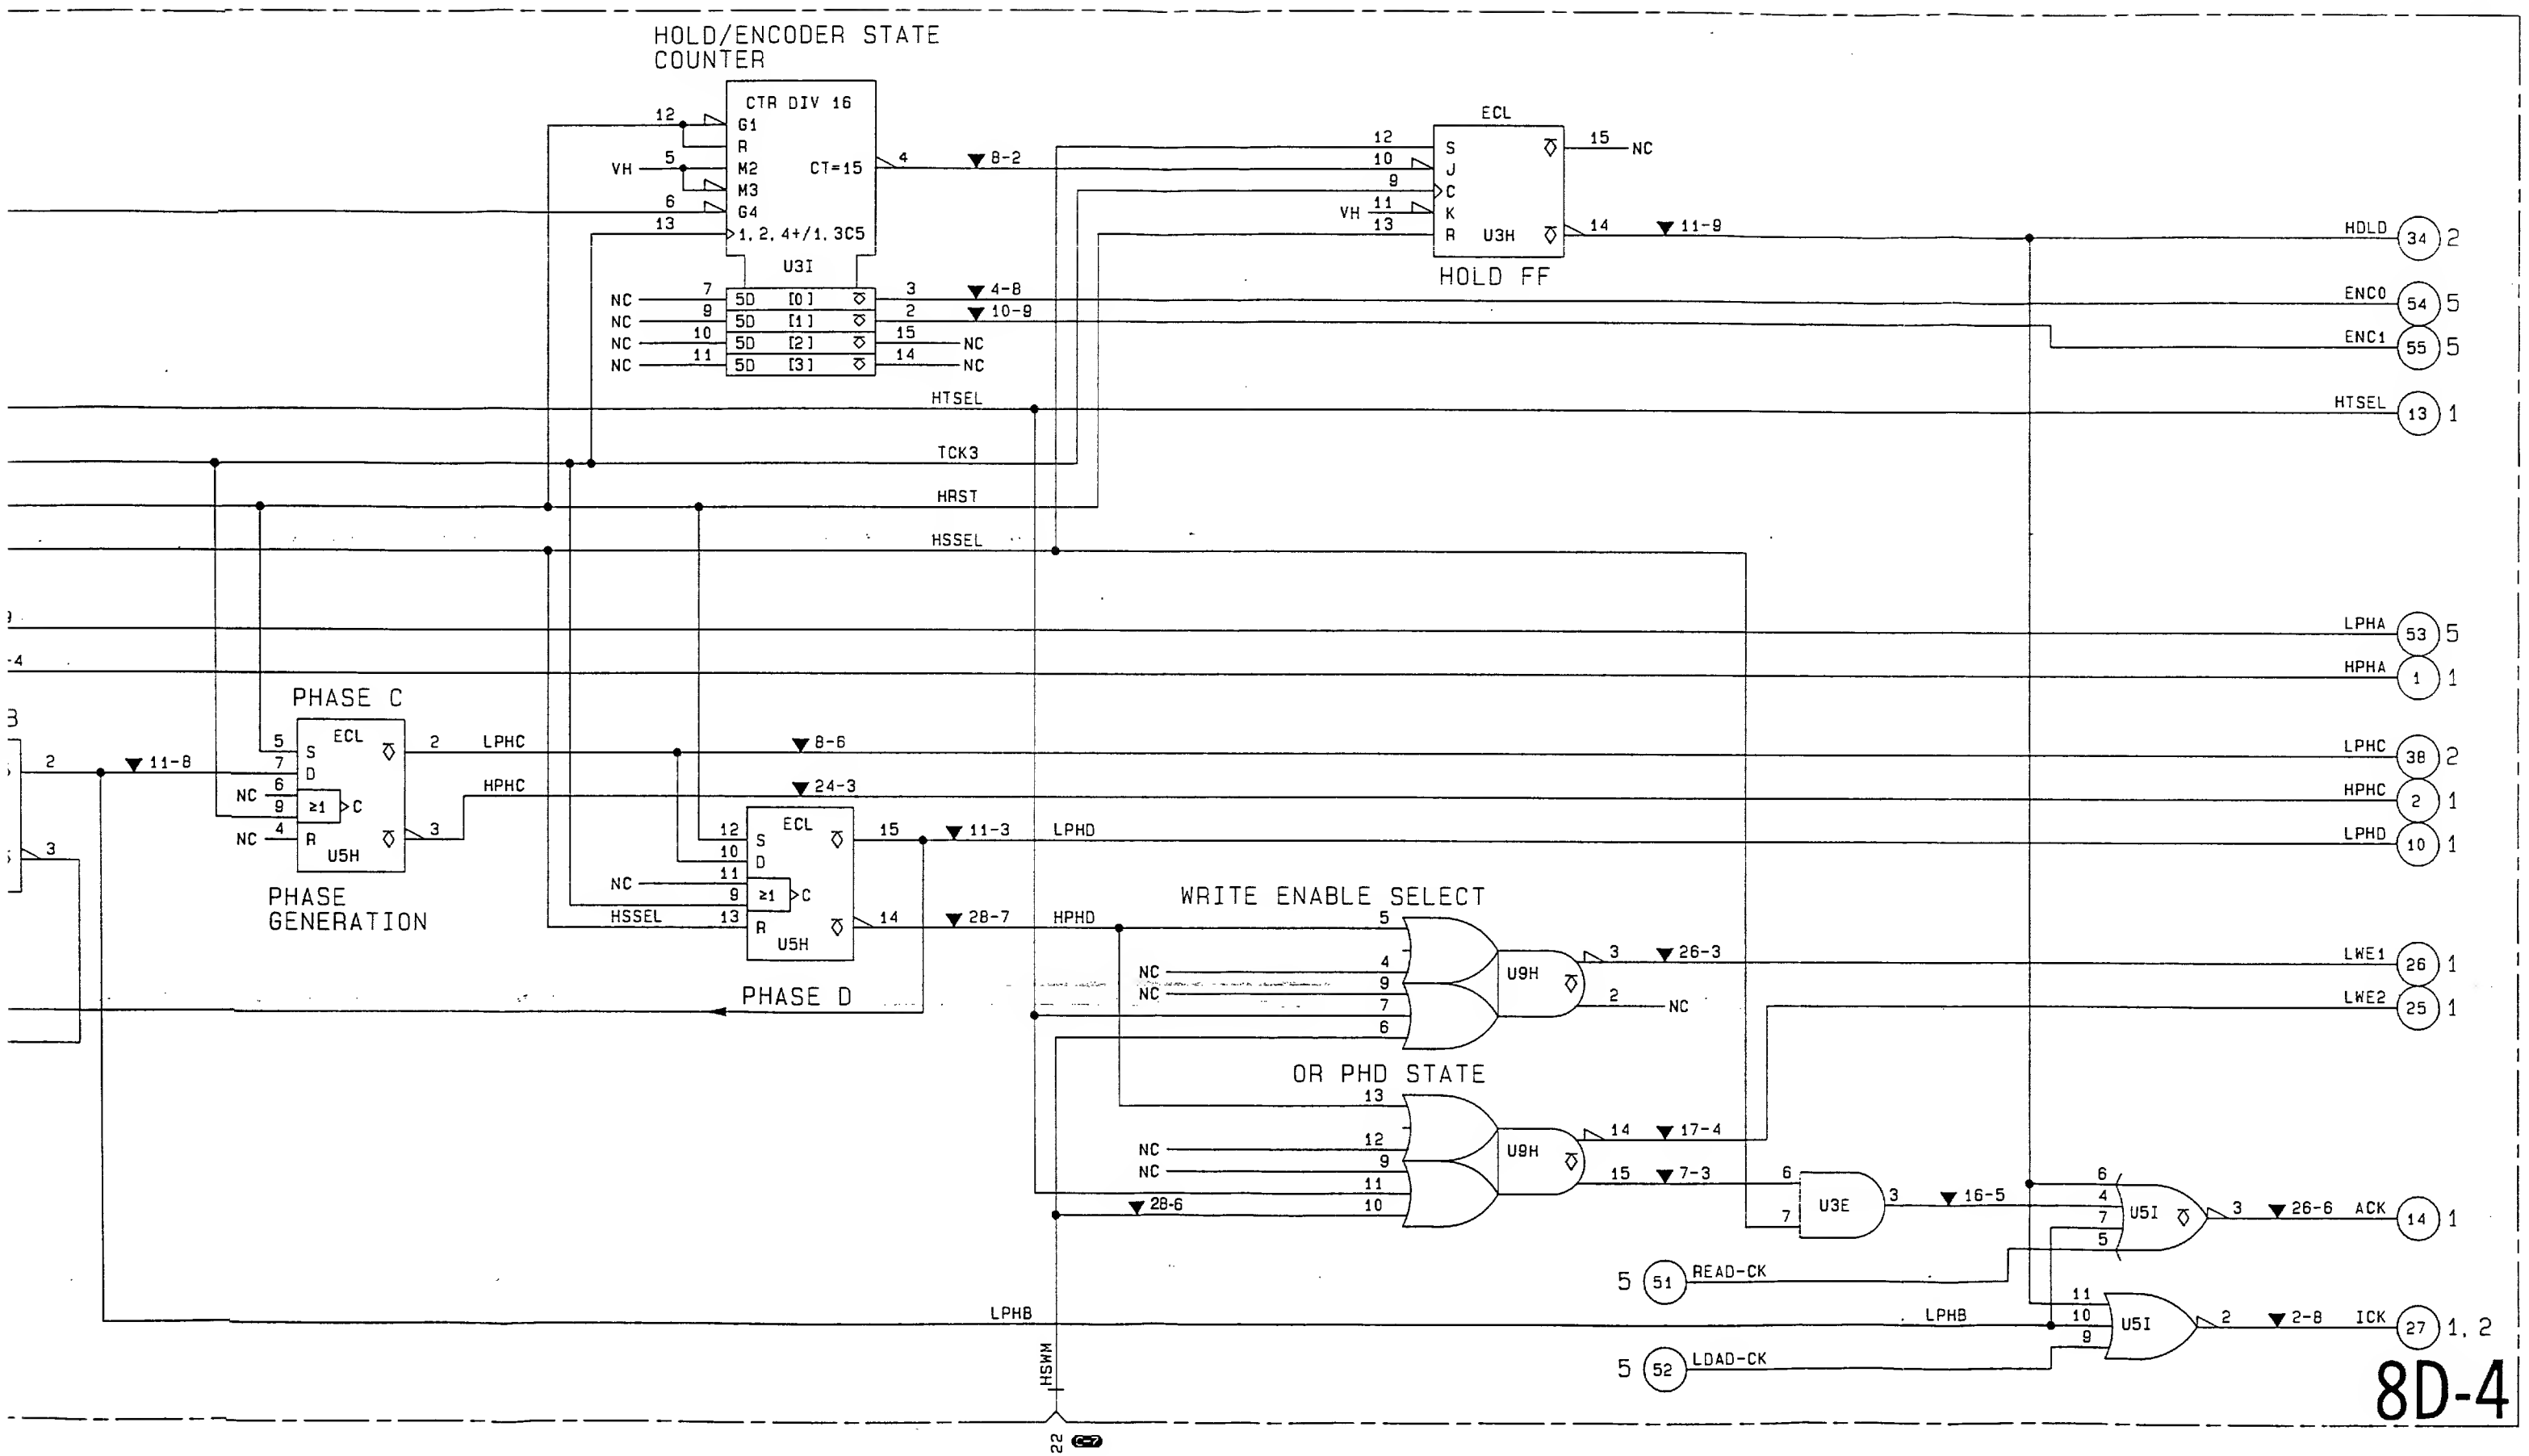 HOLD/ENCODER STATE
COUNTER
CTR DIV 16
12
G1
R
VH
5
M2
CT=15
4
8-2
M3
6
G4
13
1, 2, 4+/1, 3C5
U3I
NC
7
5D
[0]
3
4-8
NC
9
5D
[1]
2
10-9
NC
10
5D
[2]
15
NC
NC
11
5D
[3]
14
NC
ECL
12
S
15
NC
10
J
9
C
VH
11
K
13
R
U3H
14
11-9
HOLD FF
HDLD
34
2
ENC0
54
5
ENC1
55
5
HTSEL
HTSEL
13
1
TCK3
HRST
HSSEL
LPHA
53
5
-4
HPHA
1
1
PHASE C
ECL
5
S
2
LPHC
8-6
LPHC
38
2
2
11-8
7
D
NC
6
9
≥1
C
HPHC
24-3
HPHC
2
1
NC
4
R
3
U5H
3
PHASE
GENERATION
ECL
12
S
15
11-3
LPHD
LPHD
10
1
10
D
NC
11
9
≥1
C
HSSEL
13
R
14
28-7
HPHD
U5H
PHASE D
WRITE ENABLE SELECT
5
NC
4
NC
9
7
6
U9H
3
26-3
LWE1
26
1
2
NC
LWE2
25
1
OR PHD STATE
13
NC
12
NC
9
11
28-6
10
U9H
14
17-4
15
7-3
6
7
U3E
3
16-5
6
4
7
5
U5I
3
26-6
ACK
14
1
5
51
READ-CK
LPHB
LPHB
11
10
9
U5I
2
2-8
ICK
27
1, 2
5
52
LDAD-CK
HSWM
22
C-7
8D-4